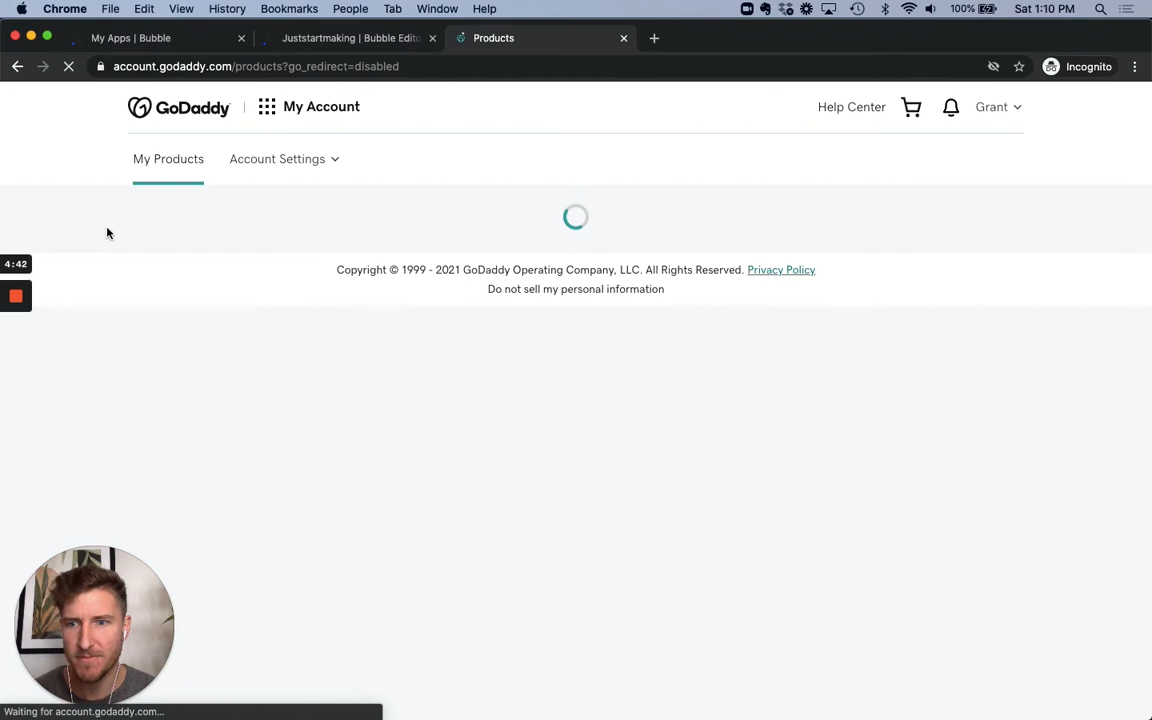 Chrome File Edit View History Bookmarks People Tab Window Help 100% Sat 1:10 PM
My Apps | Bubble Juststartmaking | Bubble Edito Products
account.godaddy.com/products?go_redirect=disabled Incognito
GoDaddy My Account Help Center Grant
My Products Account Settings
4:42
Copyright © 1999 - 2021 GoDaddy Operating Company, LLC. All Rights Reserved. Privacy Policy
Do not sell my personal information
Waiting for account.godaddy.com...